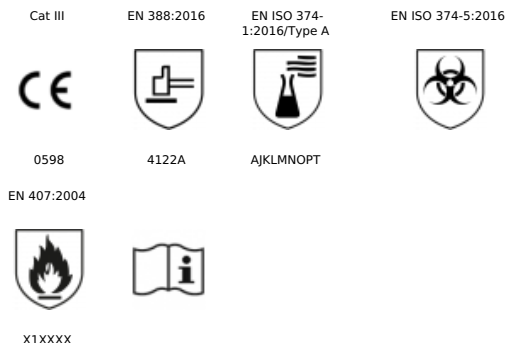 Cat III
EN 388:2016
EN ISO 374-
1:2016/Type A
EN ISO 374-5:2016
CE
i
0598
4122A
AJKLMNOPT
EN 407:2004
X1XXXX